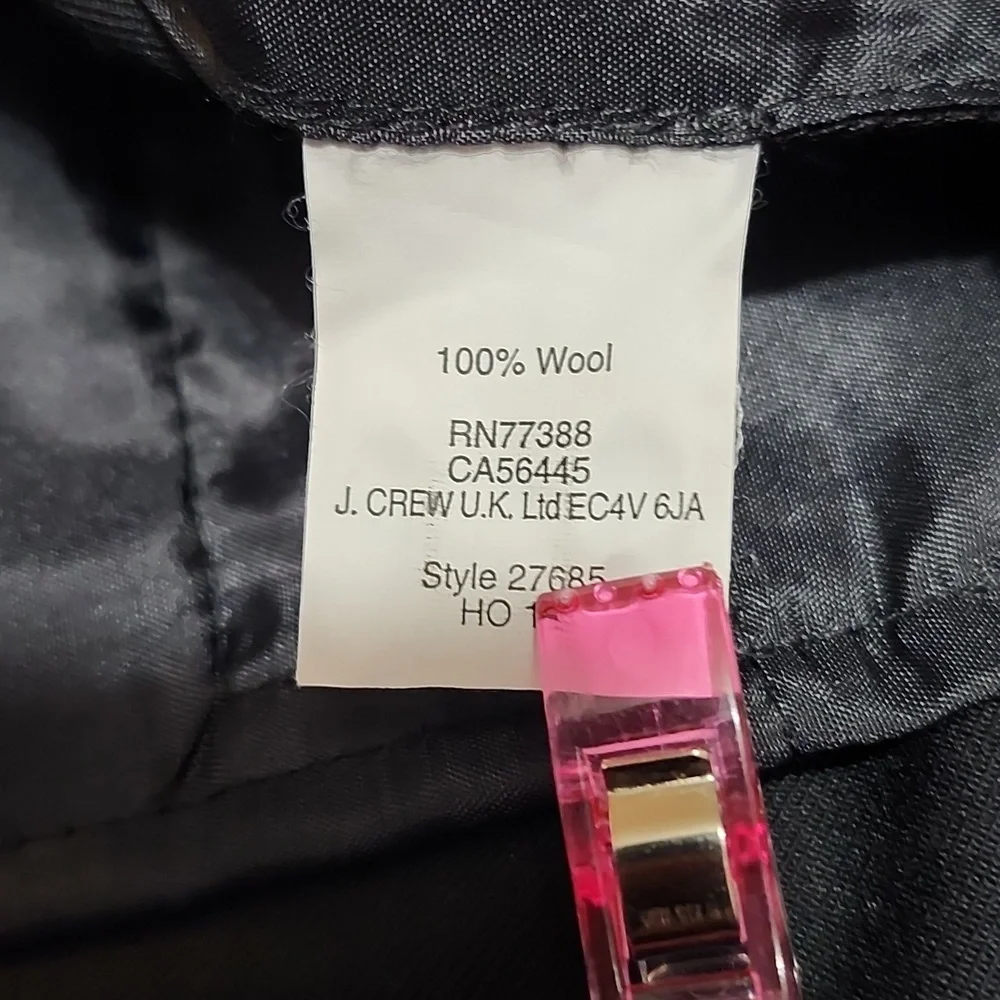 100% Wool
RN77388
CA56445
J. CREW U.K. Ltd EC4V 6JA
Style 27685
HO